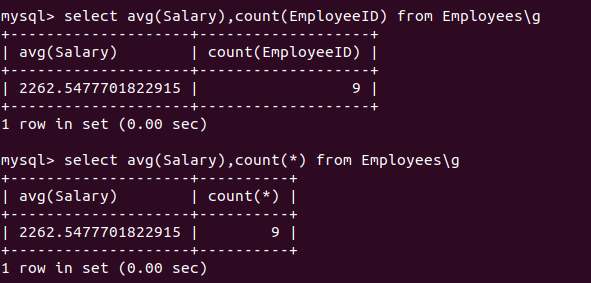 mysql> select avg(Salary),count(EmployeeID) from Employees\g
+--------------------+-------------------+
| avg(Salary)        | count(EmployeeID) |
+--------------------+-------------------+
| 2262.5477701822915 |                 9 |
+--------------------+-------------------+
1 row in set (0.00 sec)

mysql> select avg(Salary),count(*) from Employees\g
+--------------------+----------+
| avg(Salary)        | count(*) |
+--------------------+----------+
| 2262.5477701822915 |        9 |
+--------------------+----------+
1 row in set (0.00 sec)